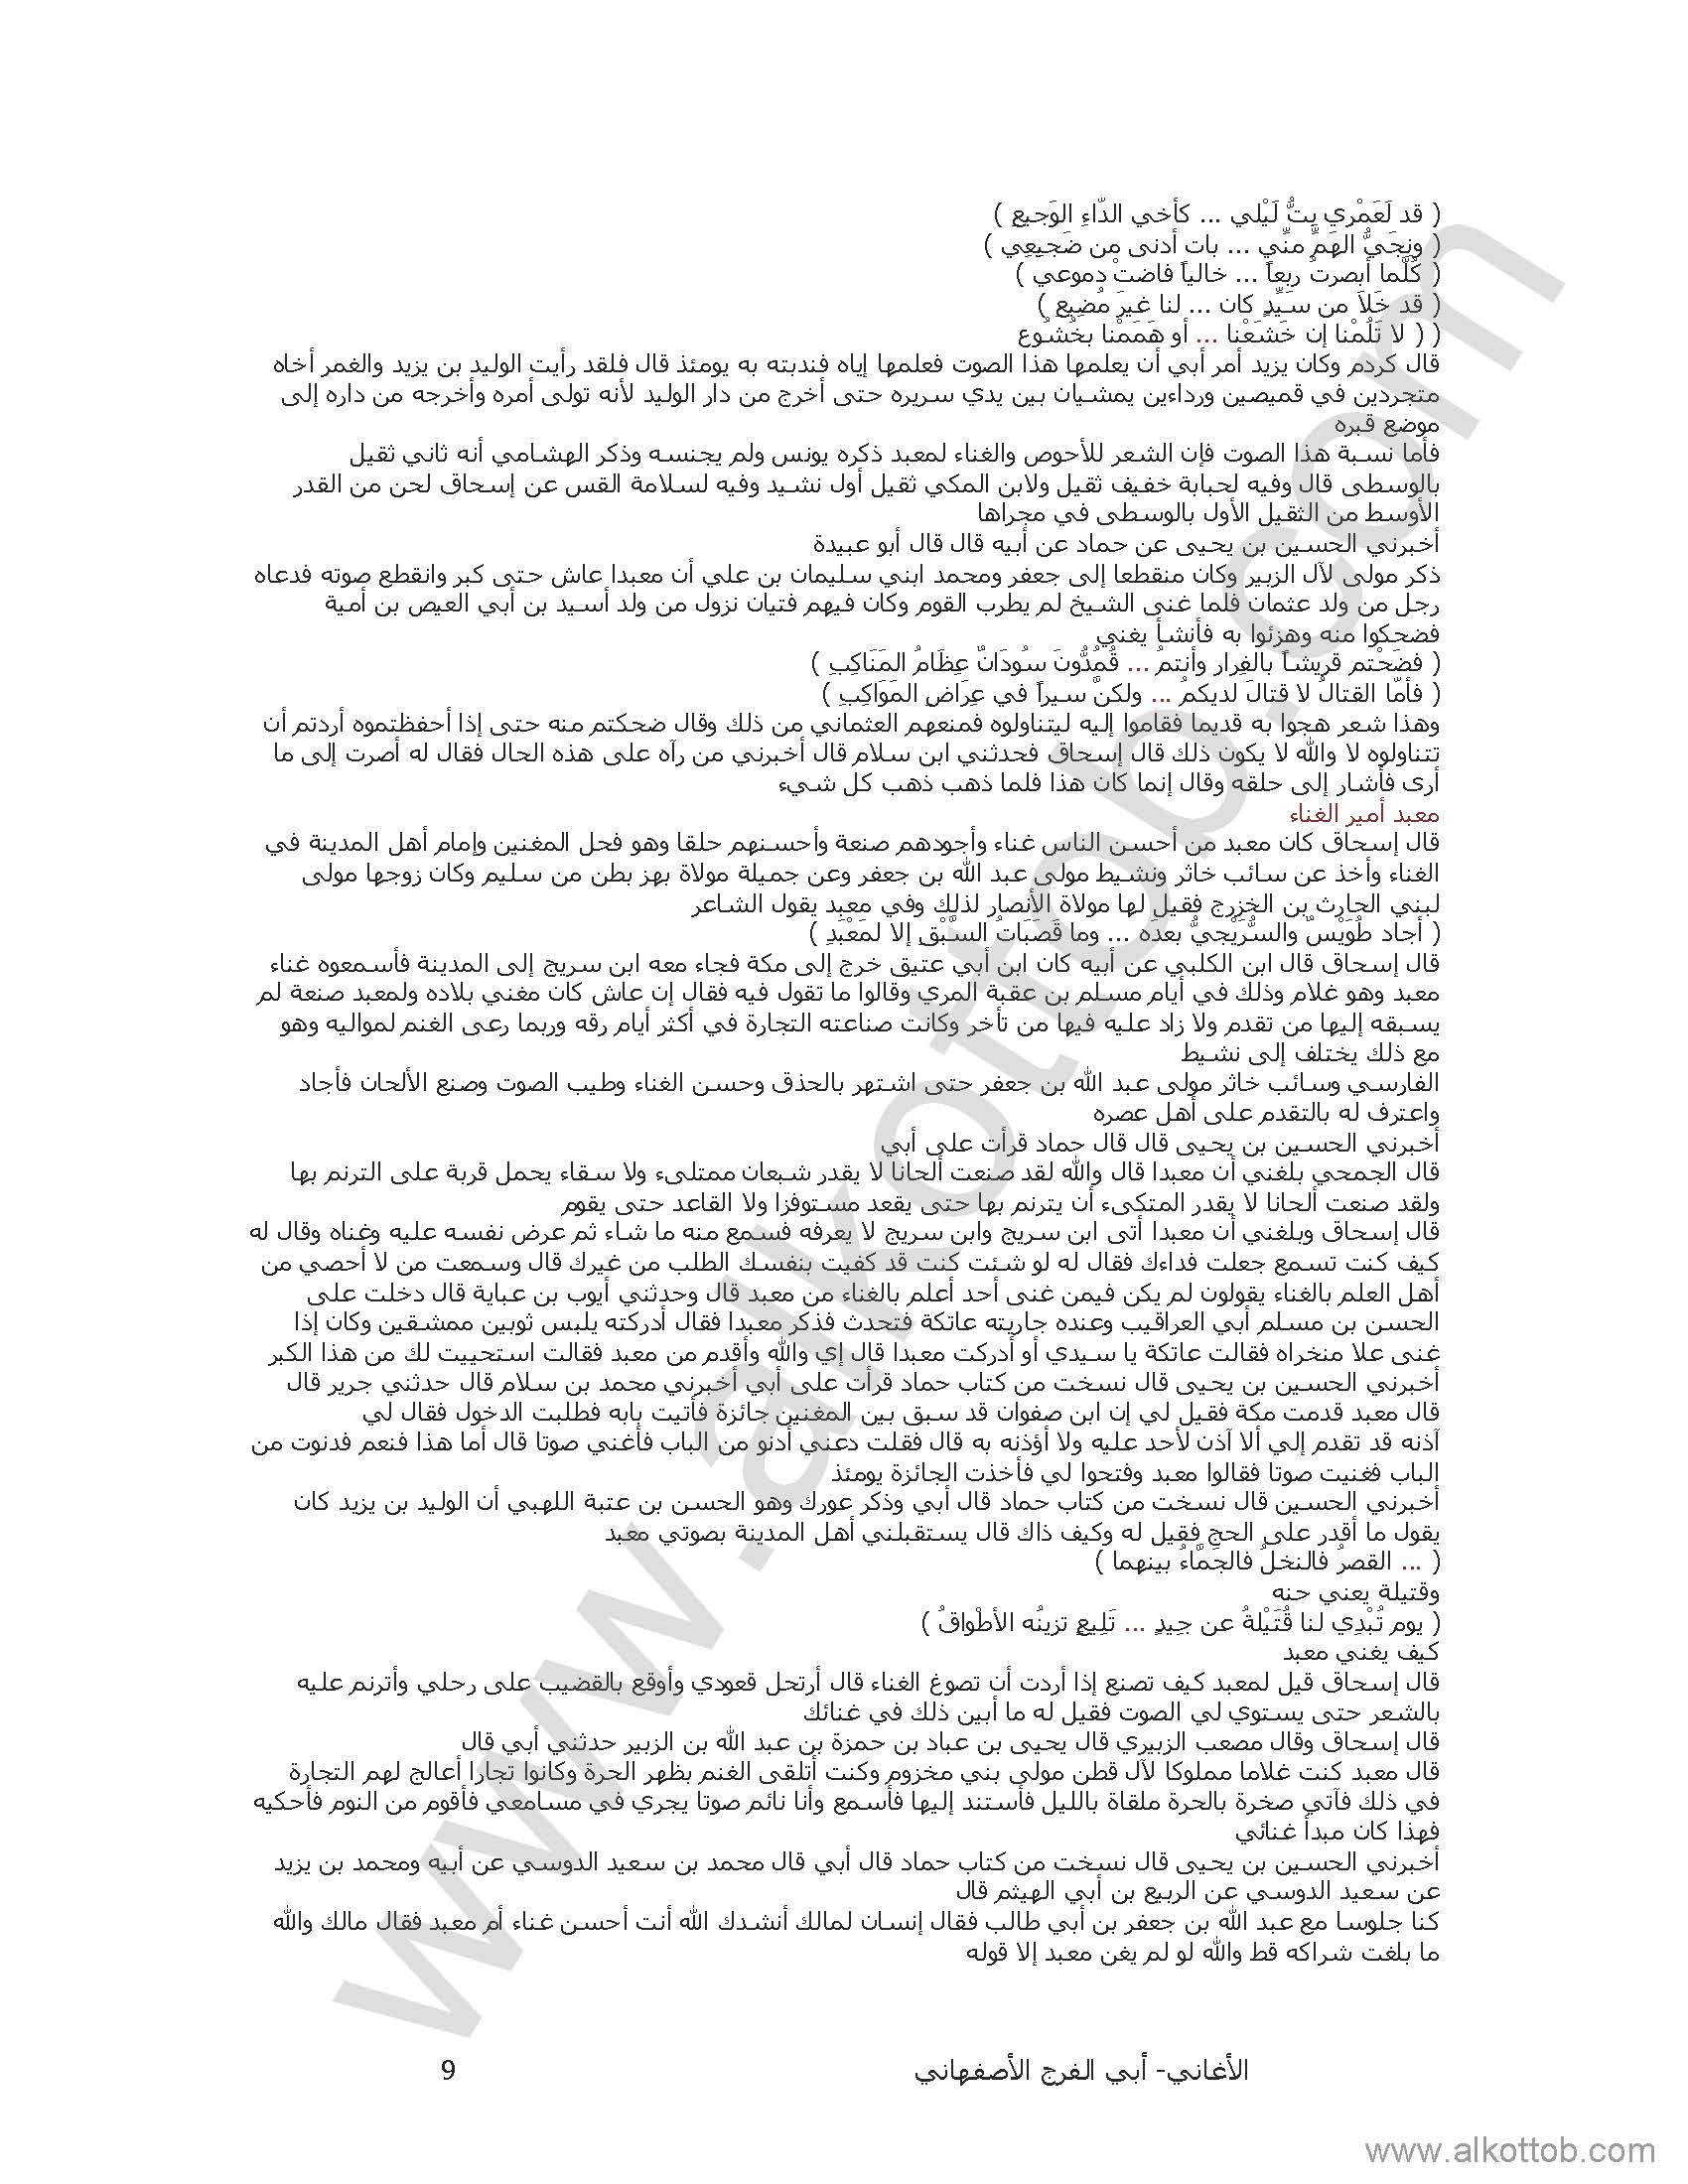 ( قد لَعَمْرِي بِتُّ لَيْلي ... كأخي الدّاءِ الوَجيعِ )
( ونجَيُّ الهَمِّ منِّي ... بات أدنى من ضَجيعِي )
( كُلَّما أبصرتُ ربعاً ... خالياً فاضتْ دموعي )
( قد خَلاَ من سَيِّدٍ كان ... لنا غيرَ مُضِيعِ )
( ( لا تَلُمْنا إن خَشَعْنا ... أو هَمَمْنا بخُشُوع
قال كردم وكان يزيد أمر أبي أن يعلمها هذا الصوت فعلمها إياه فندبته به يومئذ قال فلقد رأيت الوليد بن يزيد والغمر أخاه
متجردين في قميصين ورداءين يمشيان بين يدي سريره حتى أخرج من دار الوليد لأنه تولى أمره وأخرجه من داره إلى
موضع قبره
فأما نسبة هذا الصوت فإن الشعر للأحوص والغناء لمعبد ذكره يونس ولم يجنسه وذكر الهشامي أنه ثاني ثقيل
بالوسطى قال وفيه لحبابة خفيف ثقيل ولابن المكي ثقيل أول نشيد وفيه لسلامة القس عن إسحاق لحن من القدر
الأوسط من الثقيل الأول بالوسطى في مجراها
أخبرني الحسين بن يحيى عن حماد عن أبيه قال قال أبو عبيدة
ذكر مولى لآل الزبير وكان منقطعا إلى جعفر ومحمد ابني سليمان بن علي أن معبدا عاش حتى كبر وانقطع صوته فدعاه
رجل من ولد عثمان فلما غنى الشيخ لم يطرب القوم وكان فيهم فتيان نزول من ولد أسيد بن أبي العيص بن أمية
فضحكوا منه وهزئوا به فأنشأ يغني
( فضَحْتم قريشاً بالفِرار وأنتمُ ... قُمُدُّونَ سُودَانٌ عِظَامُ المَنَاكِبِ )
( فأمّا القتالُ لا قتالَ لديكمُ ... ولكنَّ سيراً في عِرَاضِ المَوَاكِبِ )
وهذا شعر هجوا به قديما فقاموا إليه ليتناولوه فمنعهم العثماني من ذلك وقال ضحكتم منه حتى إذا أحفظتموه أردتم أن
تتناولوه لا والله لا يكون ذلك قال إسحاق فحدثني ابن سلام قال أخبرني من رآه على هذه الحال فقال له أصرت إلى ما
أرى فأشار إلى حلقه وقال إنما كان هذا فلما ذهب ذهب كل شيء
معبد أمير الغناء
قال إسحاق كان معبد من أحسن الناس غناء وأجودهم صنعة وأحسنهم حلقا وهو فحل المغنين وإمام أهل المدينة في
الغناء وأخذ عن سائب خاثر ونشيط مولى عبد الله بن جعفر وعن جميلة مولاة بهز بطن من سليم وكان زوجها مولى
لبني الحارث بن الخزرج فقيل لها مولاة الأنصار لذلك وفي معبد يقول الشاعر
( أجاد طُوَيْسٌ والسُّرَيْجيُّ بعدَه ... وما قَصَبَاتُ السَّبْقِ إلا لمَعْبَدِ )
قال إسحاق قال ابن الكلبي عن أبيه كان ابن أبي عتيق خرج إلى مكة فجاء معه ابن سريج إلى المدينة فأسمعوه غناء
معبد وهو غلام وذلك في أيام مسلم بن عقبة المري وقالوا ما تقول فيه فقال إن عاش كان مغني بلاده ولمعبد صنعة لم
يسبقه إليها من تقدم ولا زاد عليه فيها من تأخر وكانت صناعته التجارة في أكثر أيام رقه وربما رعى الغنم لمواليه وهو
مع ذلك يختلف إلى نشيط
الفارسي وسائب خاثر مولى عبد الله بن جعفر حتى اشتهر بالحذق وحسن الغناء وطيب الصوت وصنع الألحان فأجاد
واعترف له بالتقدم على أهل عصره
أخبرني الحسين بن يحيى قال قال حماد قرأت على أبي
قال الجمحي بلغني أن معبدا قال والله لقد صنعت ألحانا لا يقدر شبعان ممتلىء ولا سقاء يحمل قربة على الترنم بها
ولقد صنعت ألحانا لا يقدر المتكىء أن يترنم بها حتى يقعد مستوفزا ولا القاعد حتى يقوم
قال إسحاق وبلغني أن معبدا أتى ابن سريج وابن سريج لا يعرفه فسمع منه ما شاء ثم عرض نفسه عليه وغناه وقال له
كيف كنت تسمع جعلت فداءك فقال له لو شئت كنت قد كفيت بنفسك الطلب من غيرك قال وسمعت من لا أحصي من
أهل العلم بالغناء يقولون لم يكن فيمن غنى أحد أعلم بالغناء من معبد قال وحدثني أيوب بن عباية قال دخلت على
الحسن بن مسلم أبي العراقيب وعنده جاريته عاتكة فتحدث فذكر معبدا فقال أدركته يلبس ثوبين ممشقين وكان إذا
غنى علا منخراه فقالت عاتكة يا سيدي أو أدركت معبدا قال إي والله وأقدم من معبد فقالت استحييت لك من هذا الكبر
أخبرني الحسين بن يحيى قال نسخت من كتاب حماد قرأت على أبي أخبرني محمد بن سلام قال حدثني جرير قال
قال معبد قدمت مكة فقيل لي إن ابن صفوان قد سبق بين المغنين جائزة فأتيت بابه فطلبت الدخول فقال لي
آذنه قد تقدم إلي ألا آذن لأحد عليه ولا أؤذنه به قال فقلت دعني أدنو من الباب فأغني صوتا قال أما هذا فنعم فدنوت من
الباب فغنيت صوتا فقالوا معبد وفتحوا لي فأخذت الجائزة يومئذ
أخبرني الحسين قال نسخت من كتاب حماد قال أبي وذكر عورك وهو الحسن بن عتبة اللهبي أن الوليد بن يزيد كان
يقول ما أقدر على الحج فقيل له وكيف ذاك قال يستقبلني أهل المدينة بصوتي معبد
( ... القصرُ فالنخلُ فالجَمَّاءُ بينهما )
وقتيلة يعني حنه
( يوم تُبْدِي لنا قُتَيْلةُ عن جِيدٍ ... تَلِيعٍ تزينُه الأطْواقُ )
كيف يغني معبد
قال إسحاق قيل لمعبد كيف تصنع إذا أردت أن تصوغ الغناء قال أرتحل قعودي وأوقع بالقضيب على رحلي وأترنم عليه
بالشعر حتى يستوي لي الصوت فقيل له ما أبين ذلك في غنائك
قال إسحاق وقال مصعب الزبيري قال يحيى بن عباد بن حمزة بن عبد الله بن الزبير حدثني أبي قال
قال معبد كنت غلاما مملوكا لآل قطن مولى بني مخزوم وكنت أتلقى الغنم بظهر الحرة وكانوا تجارا أعالج لهم التجارة
في ذلك فآتي صخرة بالحرة ملقاة بالليل فأستند إليها فأسمع وأنا نائم صوتا يجري في مسامعي فأقوم من النوم فأحكيه
فهذا كان مبدأ غنائي
أخبرني الحسين بن يحيى قال نسخت من كتاب حماد قال أبي قال محمد بن سعيد الدوسي عن أبيه ومحمد بن يزيد
عن سعيد الدوسي عن الربيع بن أبي الهيثم قال
كنا جلوسا مع عبد الله بن جعفر بن أبي طالب فقال إنسان لمالك أنشدك الله أنت أحسن غناء أم معبد فقال مالك والله
ما بلغت شراكه قط والله لو لم يغن معبد إلا قوله
الأغاني- أبي الفرج الأصفهاني 9
www.alkottob.com
www.alkottob.com